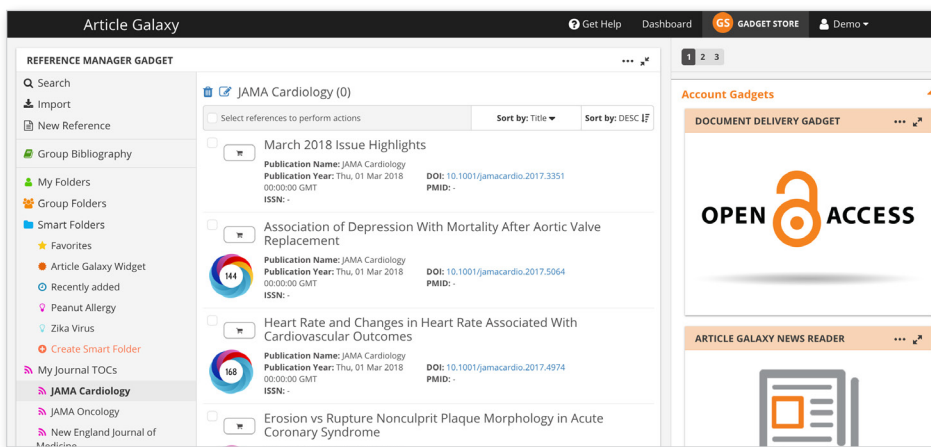 Article Galaxy
Get Help
Dashboard
GS GADGET STORE
Demo
REFERENCE MANAGER GADGET
Search
Import
New Reference
Group Bibliography
My Folders
Group Folders
Smart Folders
Favorites
Article Galaxy Widget
Recently added
Peanut Allergy
Zika Virus
Create Smart Folder
My Journal TOCs
JAMA Cardiology
JAMA Oncology
New England Journal of
Medicine
JAMA Cardiology (0)
Select references to perform actions
Sort by: Title
Sort by: DESC
March 2018 Issue Highlights
Publication Name: JAMA Cardiology
Publication Year: Thu, 01 Mar 2018
00:00:00 GMT
ISSN: -
DOI: 10.1001/jamacardio.2017.3351
PMID: -
Association of Depression With Mortality After Aortic Valve
Replacement
144
Publication Name: JAMA Cardiology
Publication Year: Thu, 01 Mar 2018
00:00:00 GMT
ISSN: -
DOI: 10.1001/jamacardio.2017.5064
PMID: -
Heart Rate and Changes in Heart Rate Associated With
Cardiovascular Outcomes
168
Publication Name: JAMA Cardiology
Publication Year: Thu, 01 Mar 2018
00:00:00 GMT
ISSN: -
DOI: 10.1001/jamacardio.2017.4974
PMID: -
Erosion vs Rupture Nonculprit Plaque Morphology in Acute
Coronary Syndrome
1 2 3
Account Gadgets
DOCUMENT DELIVERY GADGET
OPEN ACCESS
ARTICLE GALAXY NEWS READER